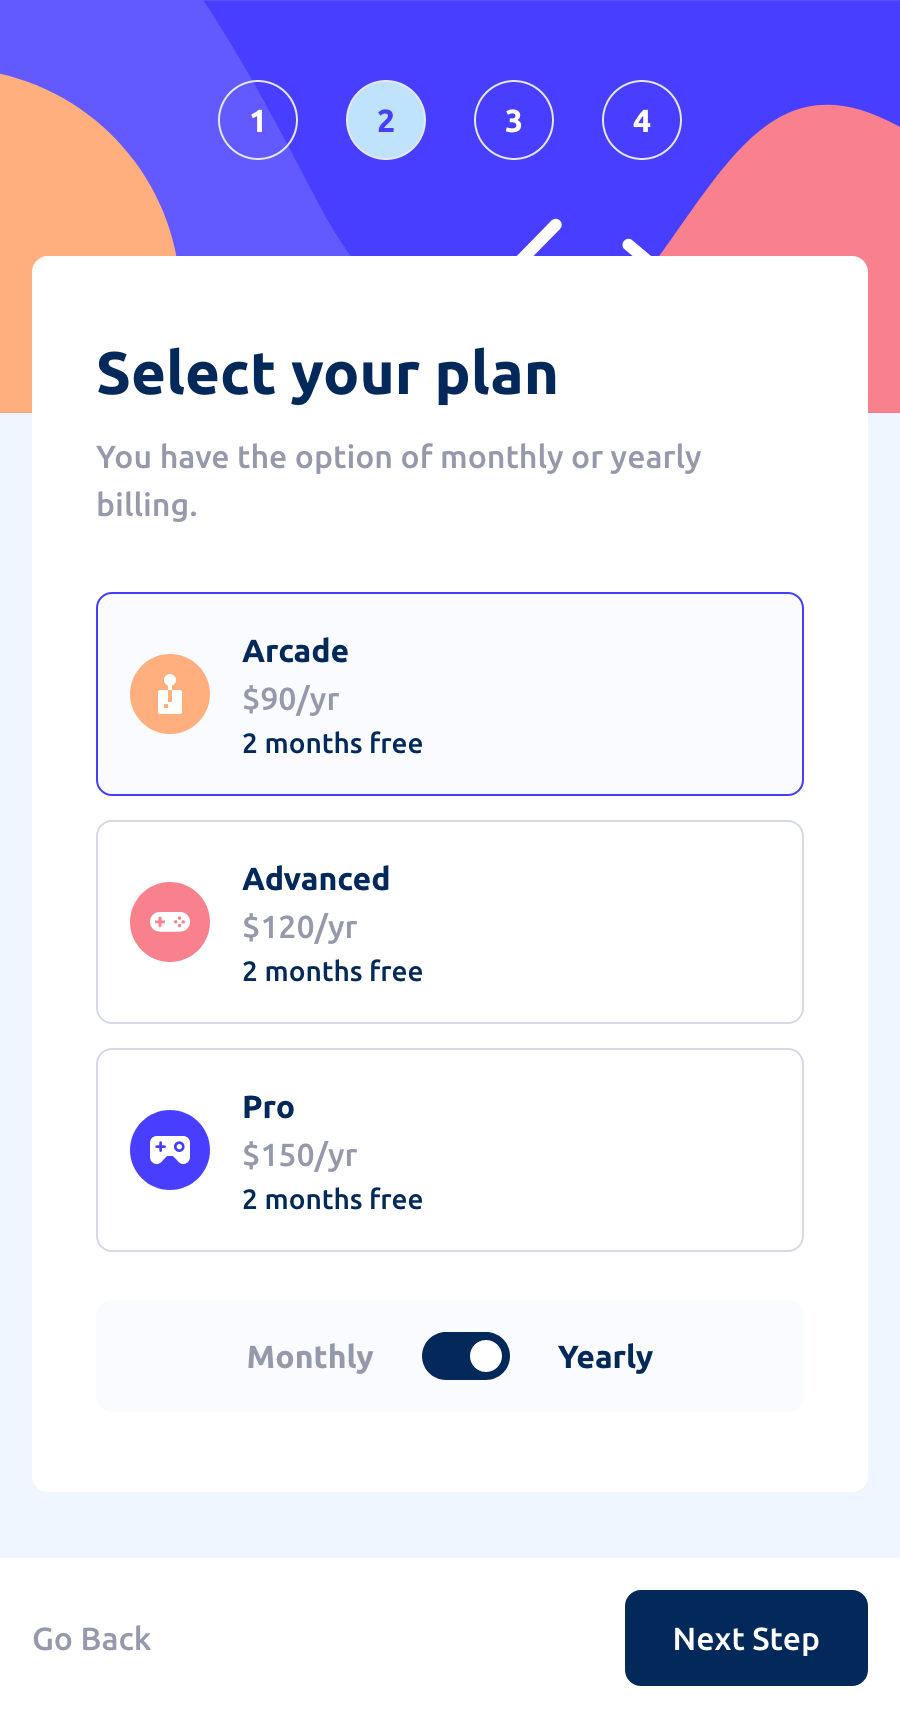 1 2 3 4
Select your plan
You have the option of monthly or yearly
billing.
Arcade
$90/yr
2 months free
Advanced
$120/yr
2 months free
Pro
$150/yr
2 months free
Monthly Yearly
Go Back Next Step